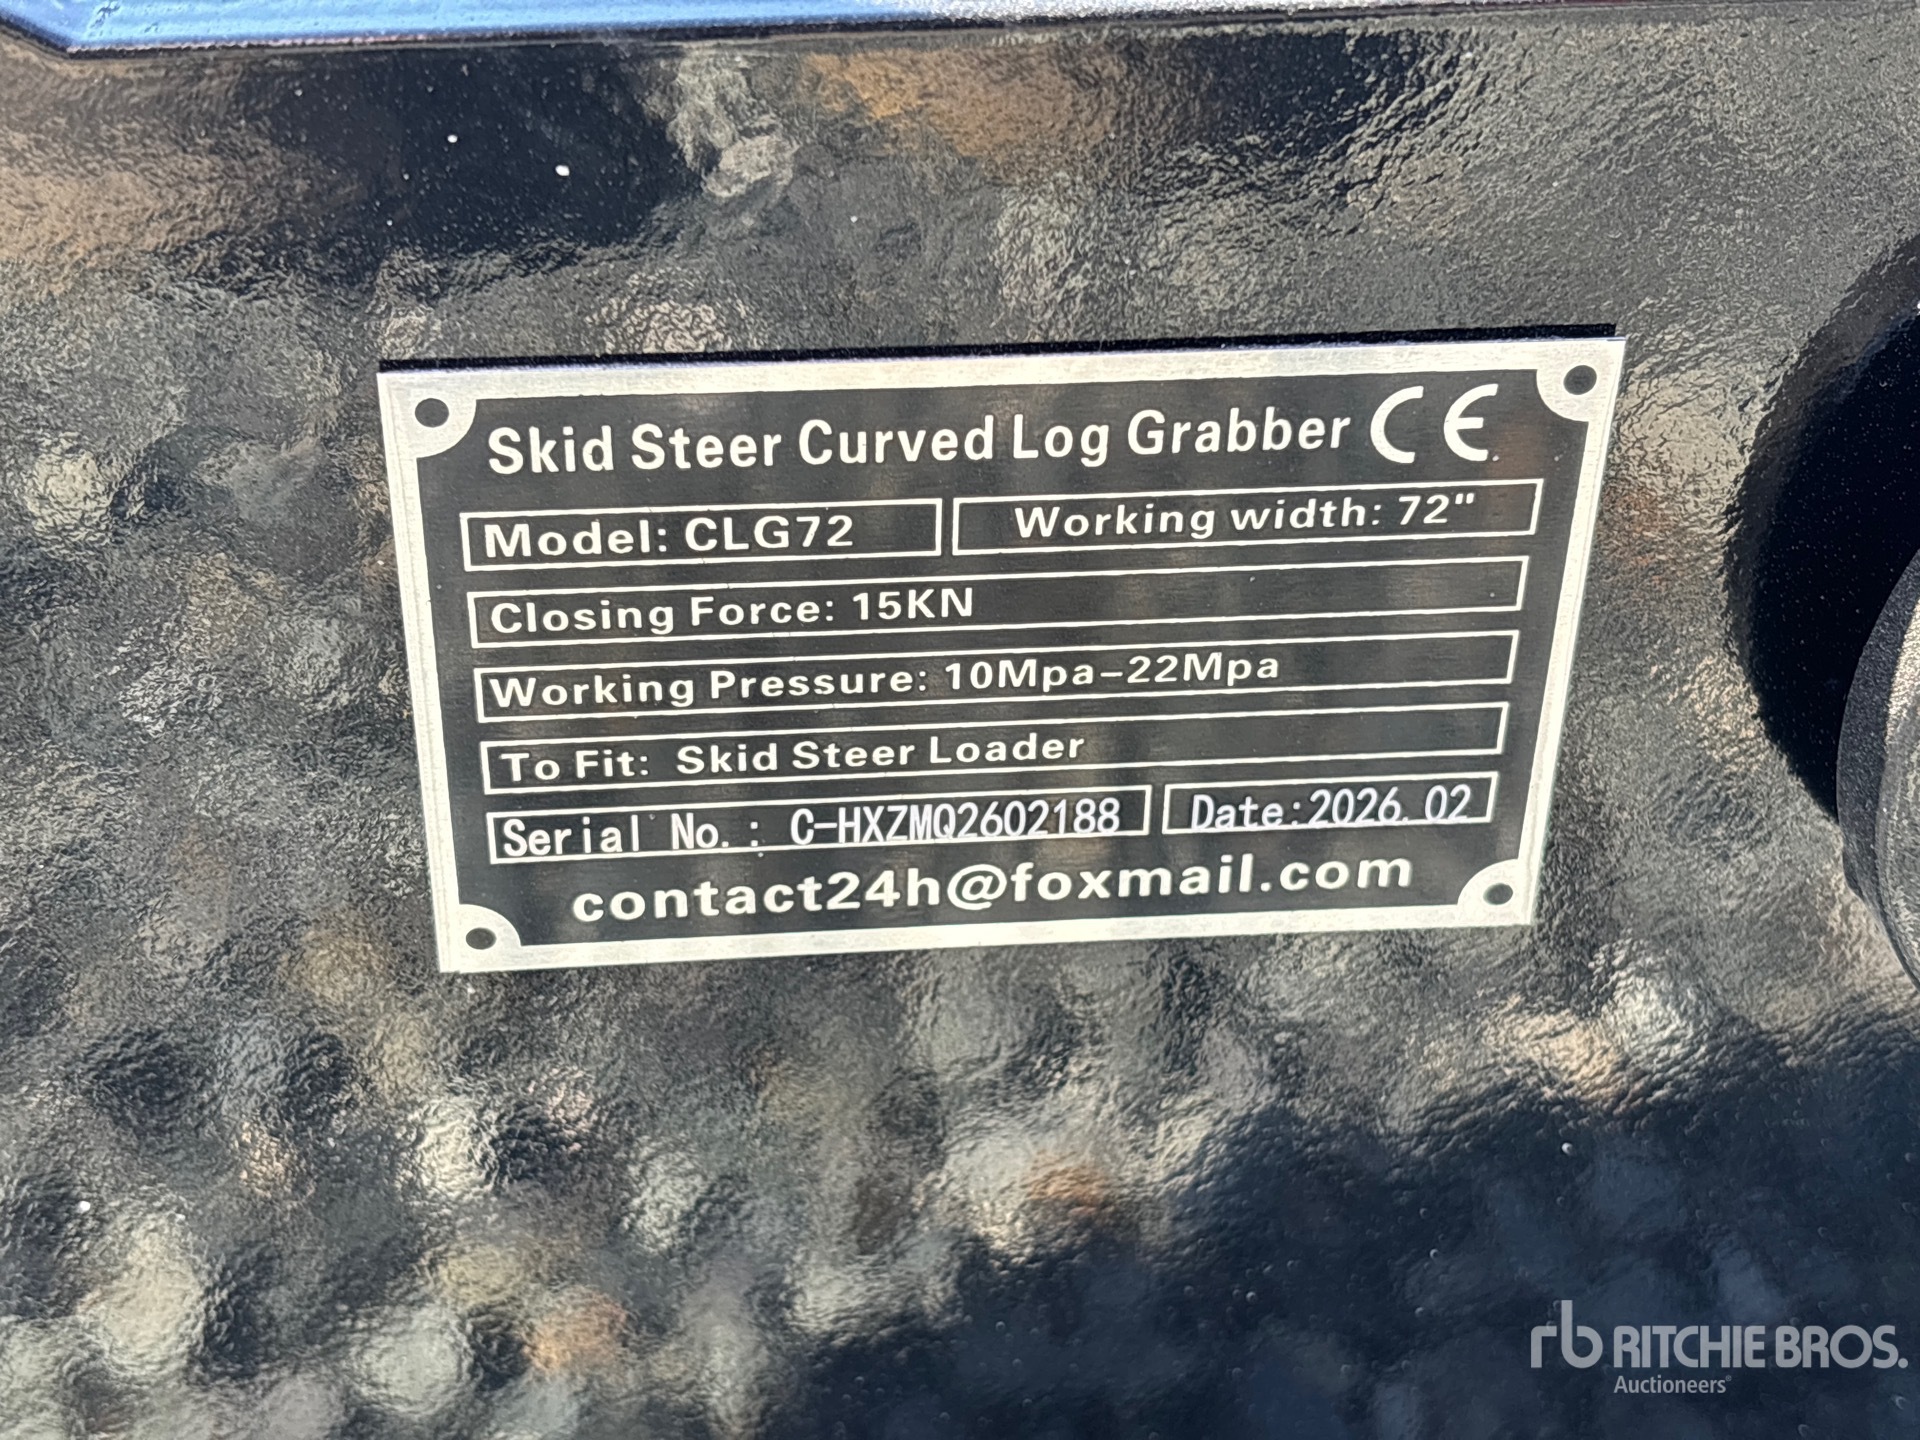 Skid Steer Curved Log Grabber CE
Model: CLG72
Working width: 72"
Closing Force: 15KN
Working Pressure: 10Mpa-22Mpa
To Fit: Skid Steer Loader
Serial No.: C-HXZMQ2602188
Date:2026.02
contact24h@foxmail.com
rb RITCHIE BROS.
Auctioneers®